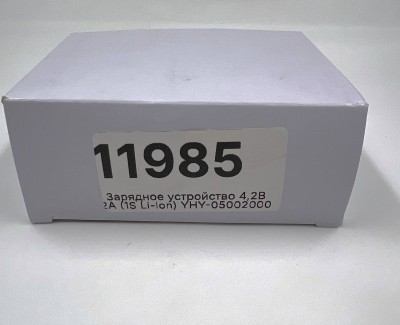 11985
Зарядное устройство 4,2В
2А (1S Li-Ion) YHY-05002000